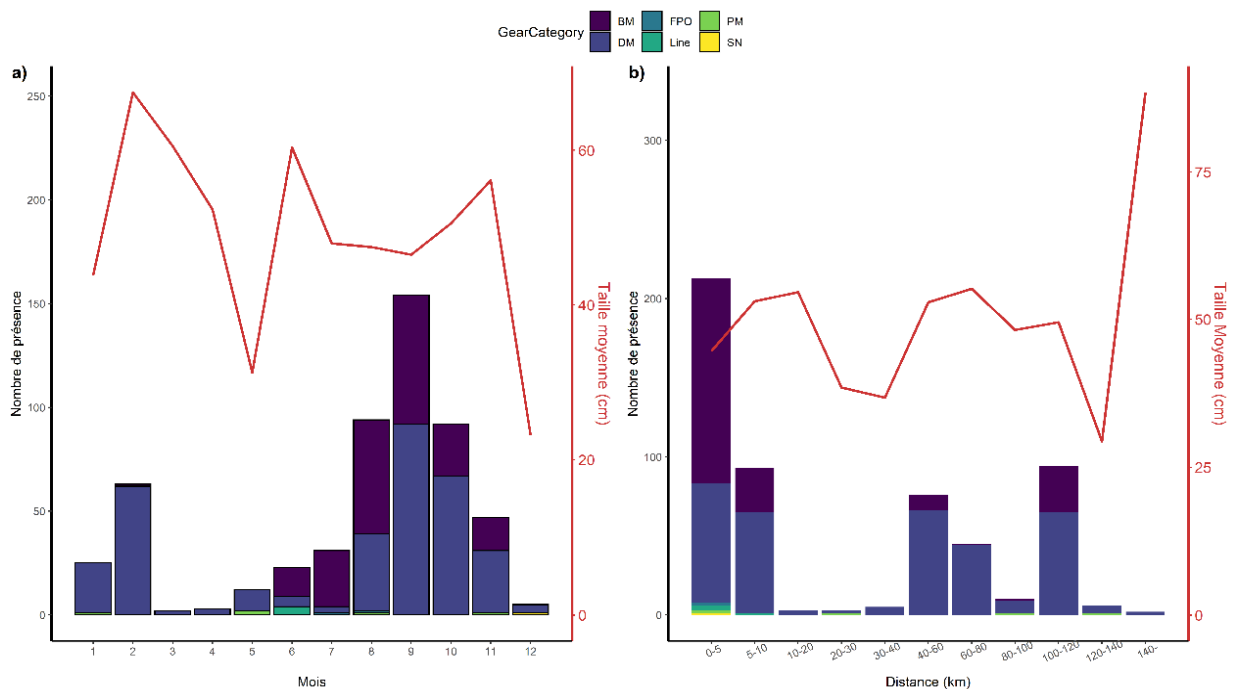 GearCategory
BM FPO PM
DM Line SN
a)
250
200
150
100
50
0
Nombre de présence
60
40
20
0
Taille moyenne (cm)
1 2 3 4 5 6 7 8 9 10 11 12
Mois
b)
300
200
100
0
Nombre de présence
75
50
25
0
Taille Moyenne (cm)
0-5 5-10 10-20 20-30 30-40 40-60 60-80 80-100 100-120 120-140 140-
Distance (km)